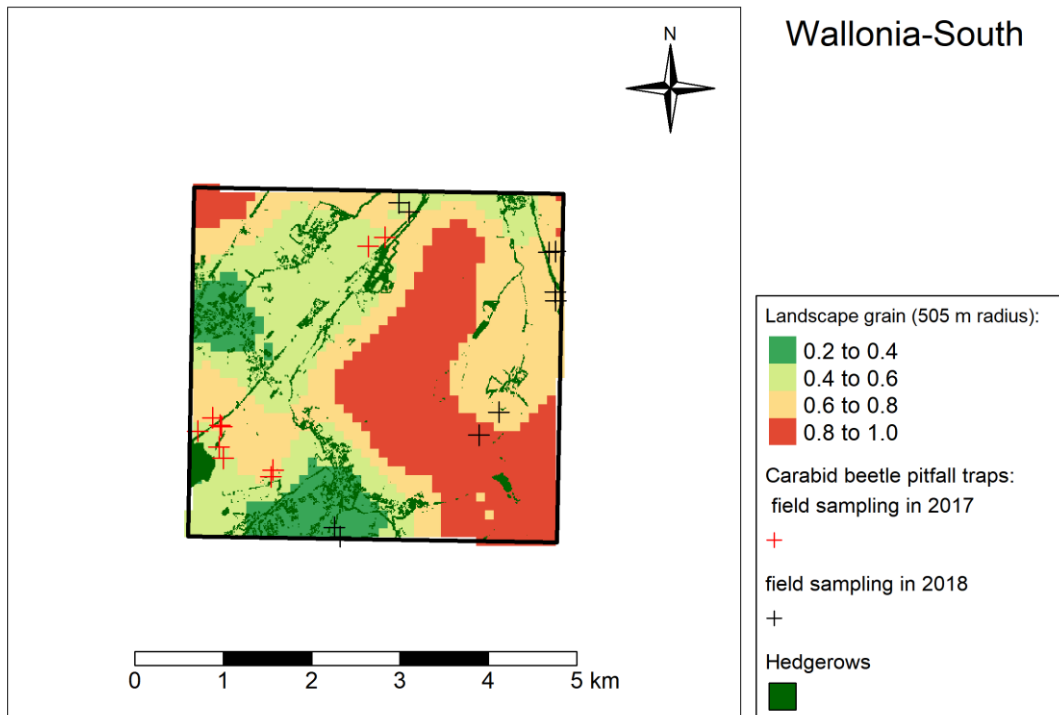 Wallonia-South
N
Landscape grain (505 m radius):
0.2 to 0.4
0.4 to 0.6
0.6 to 0.8
0.8 to 1.0
Carabid beetle pitfall traps:
field sampling in 2017
field sampling in 2018
Hedgerows
0 1 2 3 4 5 km